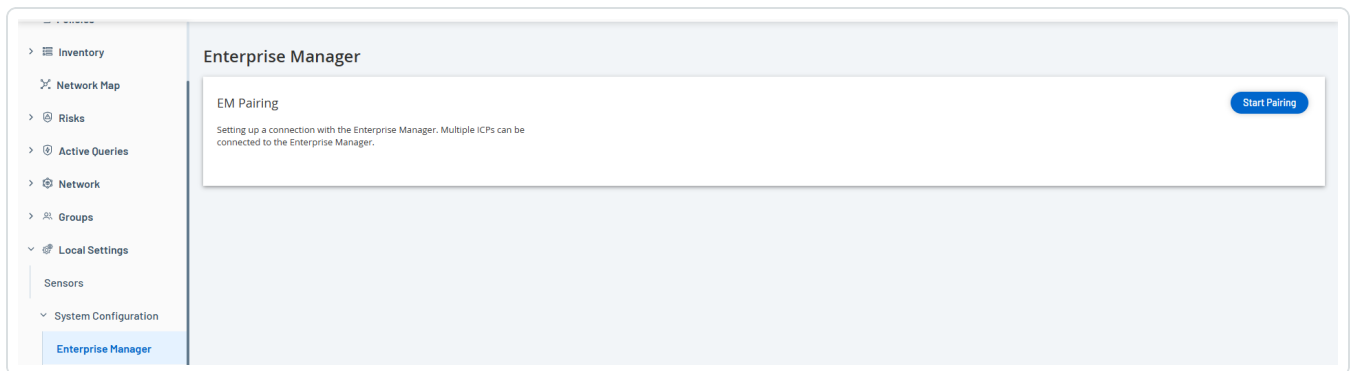 Inventory
Network Map
Risks
Active Queries
Network
Groups
Local Settings
Sensors
System Configuration
Enterprise Manager
Enterprise Manager
EM Pairing
Start Pairing
Setting up a connection with the Enterprise Manager. Multiple ICPs can be
connected to the Enterprise Manager.